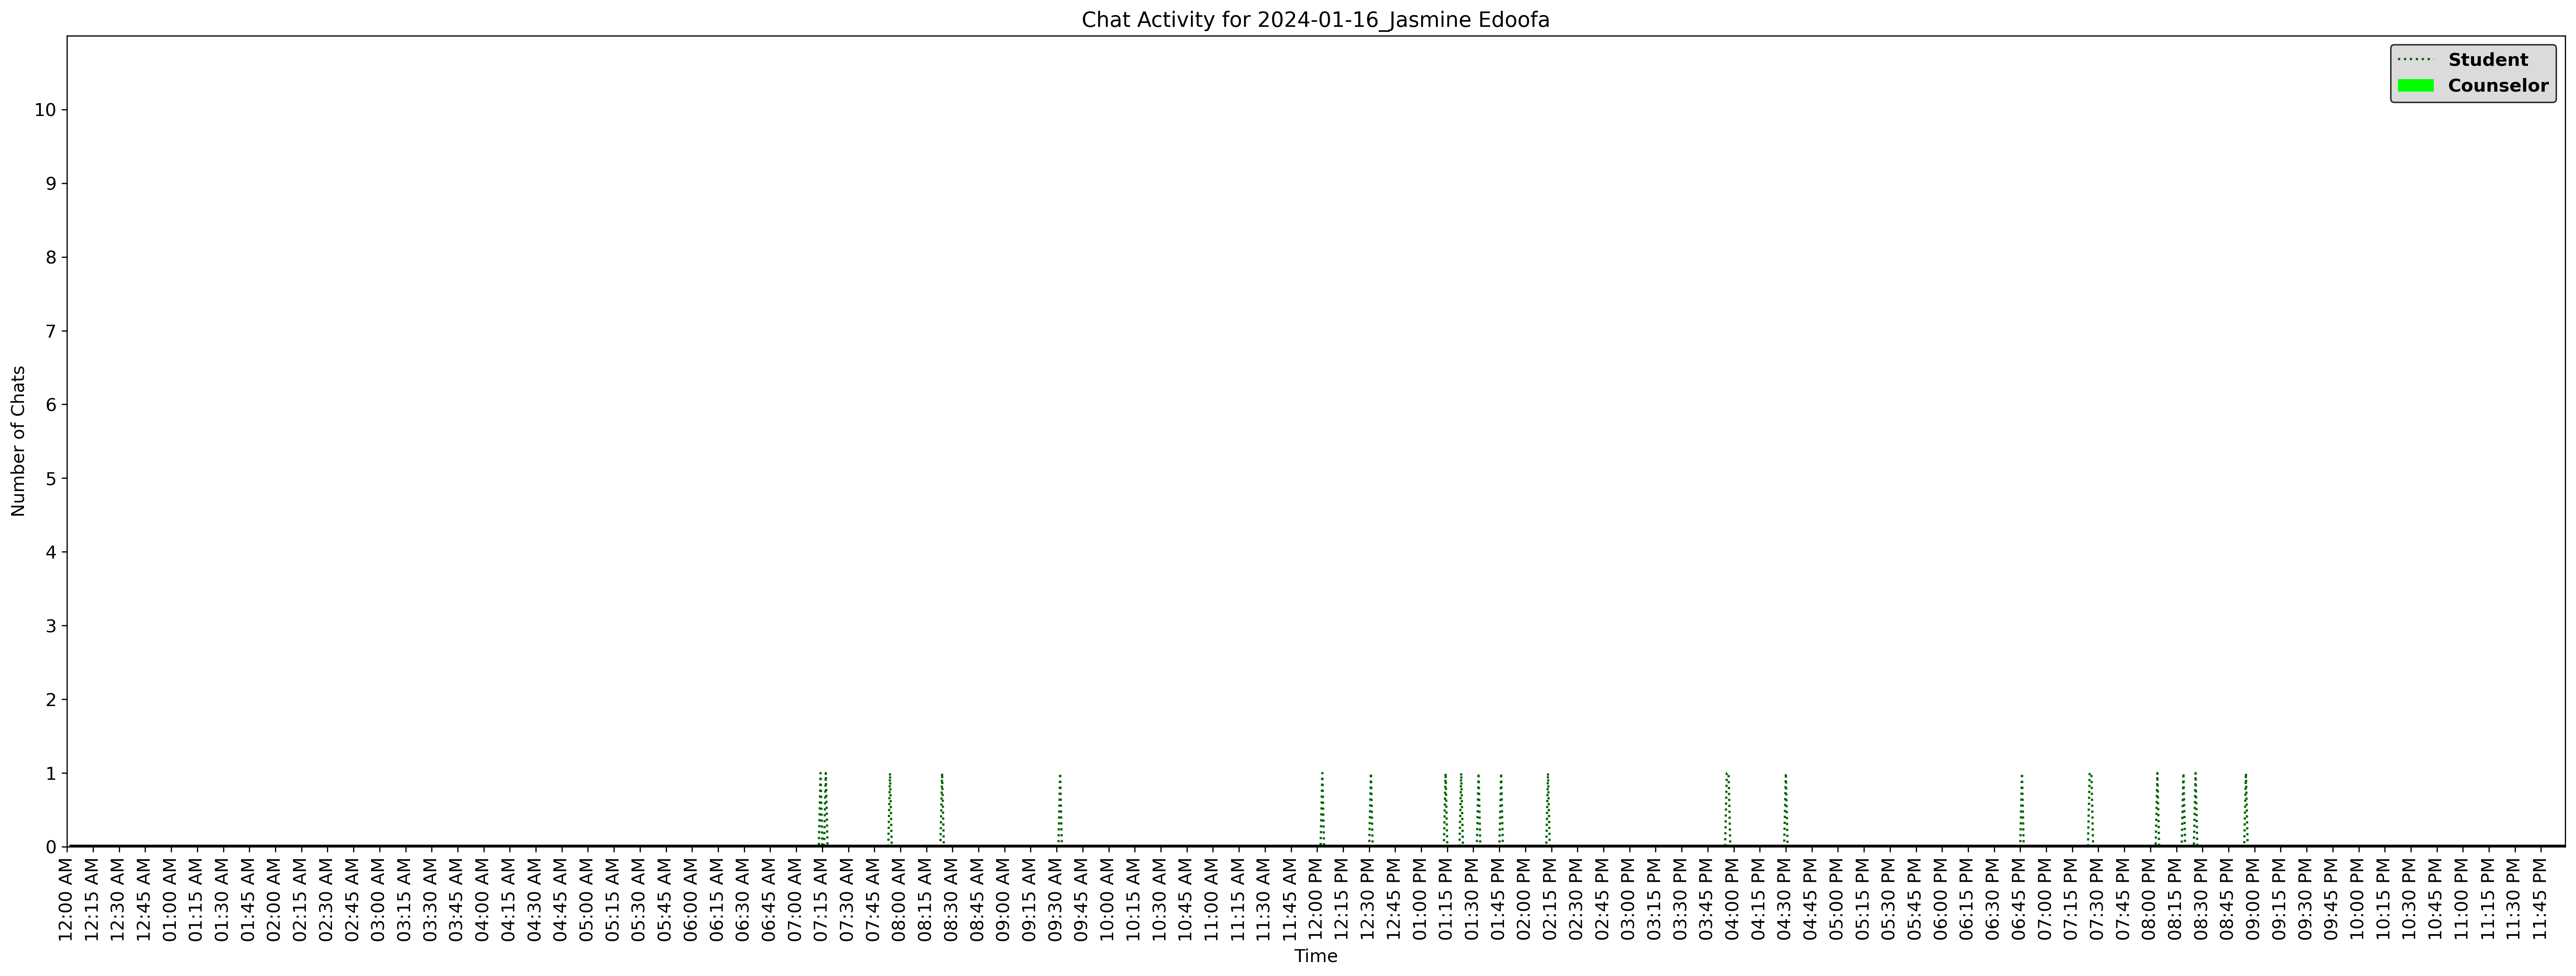 Chat Activity for 2024-01-16_Jasmine Edoofa
Student
Counselor
Number of Chats
10
9
8
7
6
5
4
3
2
1
0
12:00 AM
12:15 AM
12:30 AM
12:45 AM
01:00 AM
01:15 AM
01:30 AM
01:45 AM
02:00 AM
02:15 AM
02:30 AM
02:45 AM
03:00 AM
03:15 AM
03:30 AM
03:45 AM
04:00 AM
04:15 AM
04:30 AM
04:45 AM
05:00 AM
05:15 AM
05:30 AM
05:45 AM
06:00 AM
06:15 AM
06:30 AM
06:45 AM
07:00 AM
07:15 AM
07:30 AM
07:45 AM
08:00 AM
08:15 AM
08:30 AM
08:45 AM
09:00 AM
09:15 AM
09:30 AM
09:45 AM
10:00 AM
10:15 AM
10:30 AM
10:45 AM
11:00 AM
11:15 AM
11:30 AM
11:45 AM
12:00 PM
12:15 PM
12:30 PM
12:45 PM
01:00 PM
01:15 PM
01:30 PM
01:45 PM
02:00 PM
02:15 PM
02:30 PM
02:45 PM
03:00 PM
03:15 PM
03:30 PM
03:45 PM
04:00 PM
04:15 PM
04:30 PM
04:45 PM
05:00 PM
05:15 PM
05:30 PM
05:45 PM
06:00 PM
06:15 PM
06:30 PM
06:45 PM
07:00 PM
07:15 PM
07:30 PM
07:45 PM
08:00 PM
08:15 PM
08:30 PM
08:45 PM
09:00 PM
09:15 PM
09:30 PM
09:45 PM
10:00 PM
10:15 PM
10:30 PM
10:45 PM
11:00 PM
11:15 PM
11:30 PM
11:45 PM
Time